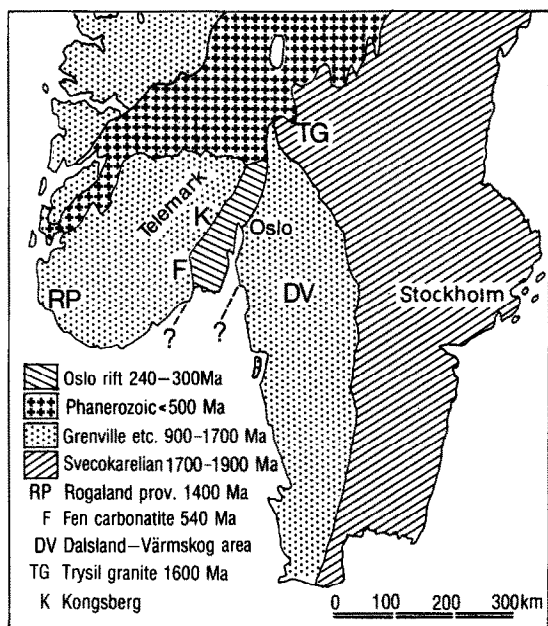 TG
Telemark
K
Oslo
F
RP
DV
Stockholm
?
?
Oslo rift 240–300Ma
Phanerozoic <500 Ma
Grenville etc. 900–1700 Ma
Svecokarelian 1700–1900 Ma
RP Rogaland prov. 1400 Ma
F Fen carbonatite 540 Ma
DV Dalsland–Värmskog area
TG Trysil granite 1600 Ma
K Kongsberg
0 100 200 300km